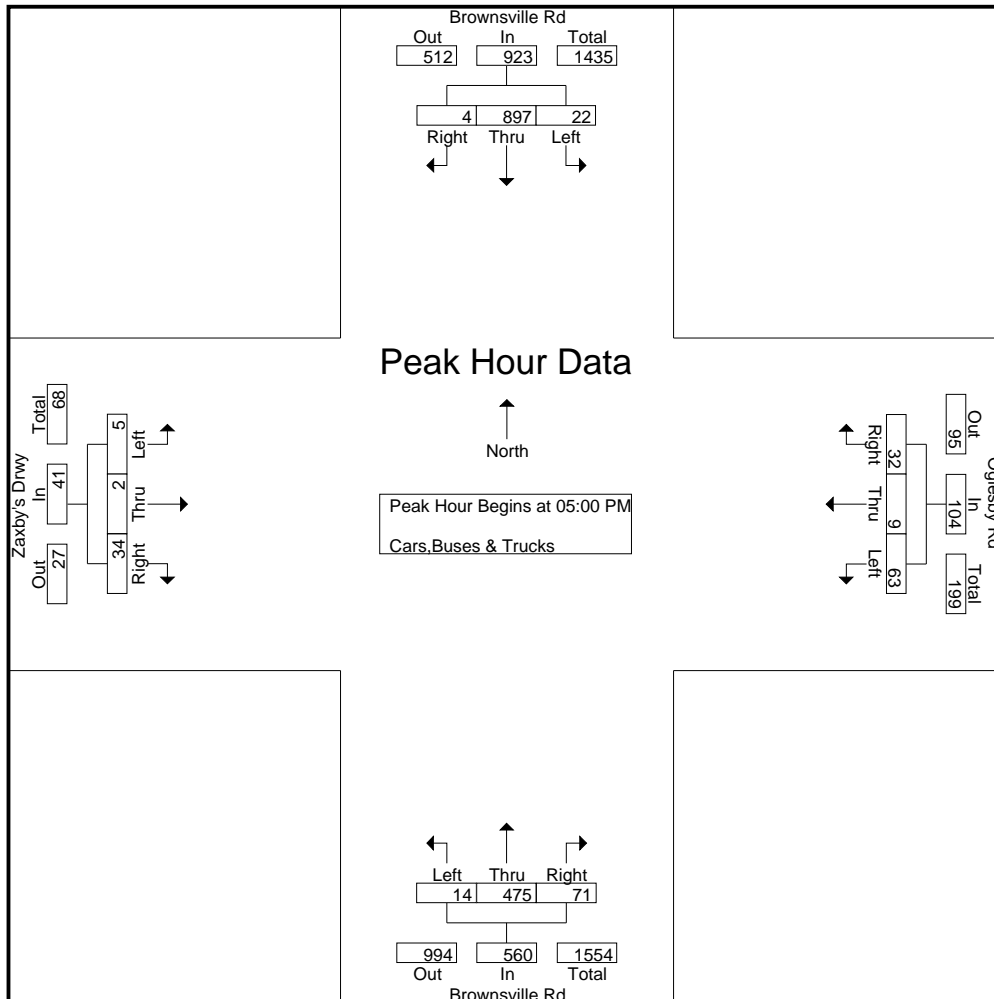 Brownsville Rd
Out In Total
512 923 1435
4 897 22
Right Thru Left
Peak Hour Data
North
Peak Hour Begins at 05:00 PM
Cars,Buses & Trucks
Zaxby's Drwy
Total In Out
68 41 27
5 2 34
Left Thru Right
Right Thru Left
32 9 63
Out In Total
95 104 199
Oglesby Rd
Left Thru Right
14 475 71
994 560 1554
Out In Total
Brownsville Rd